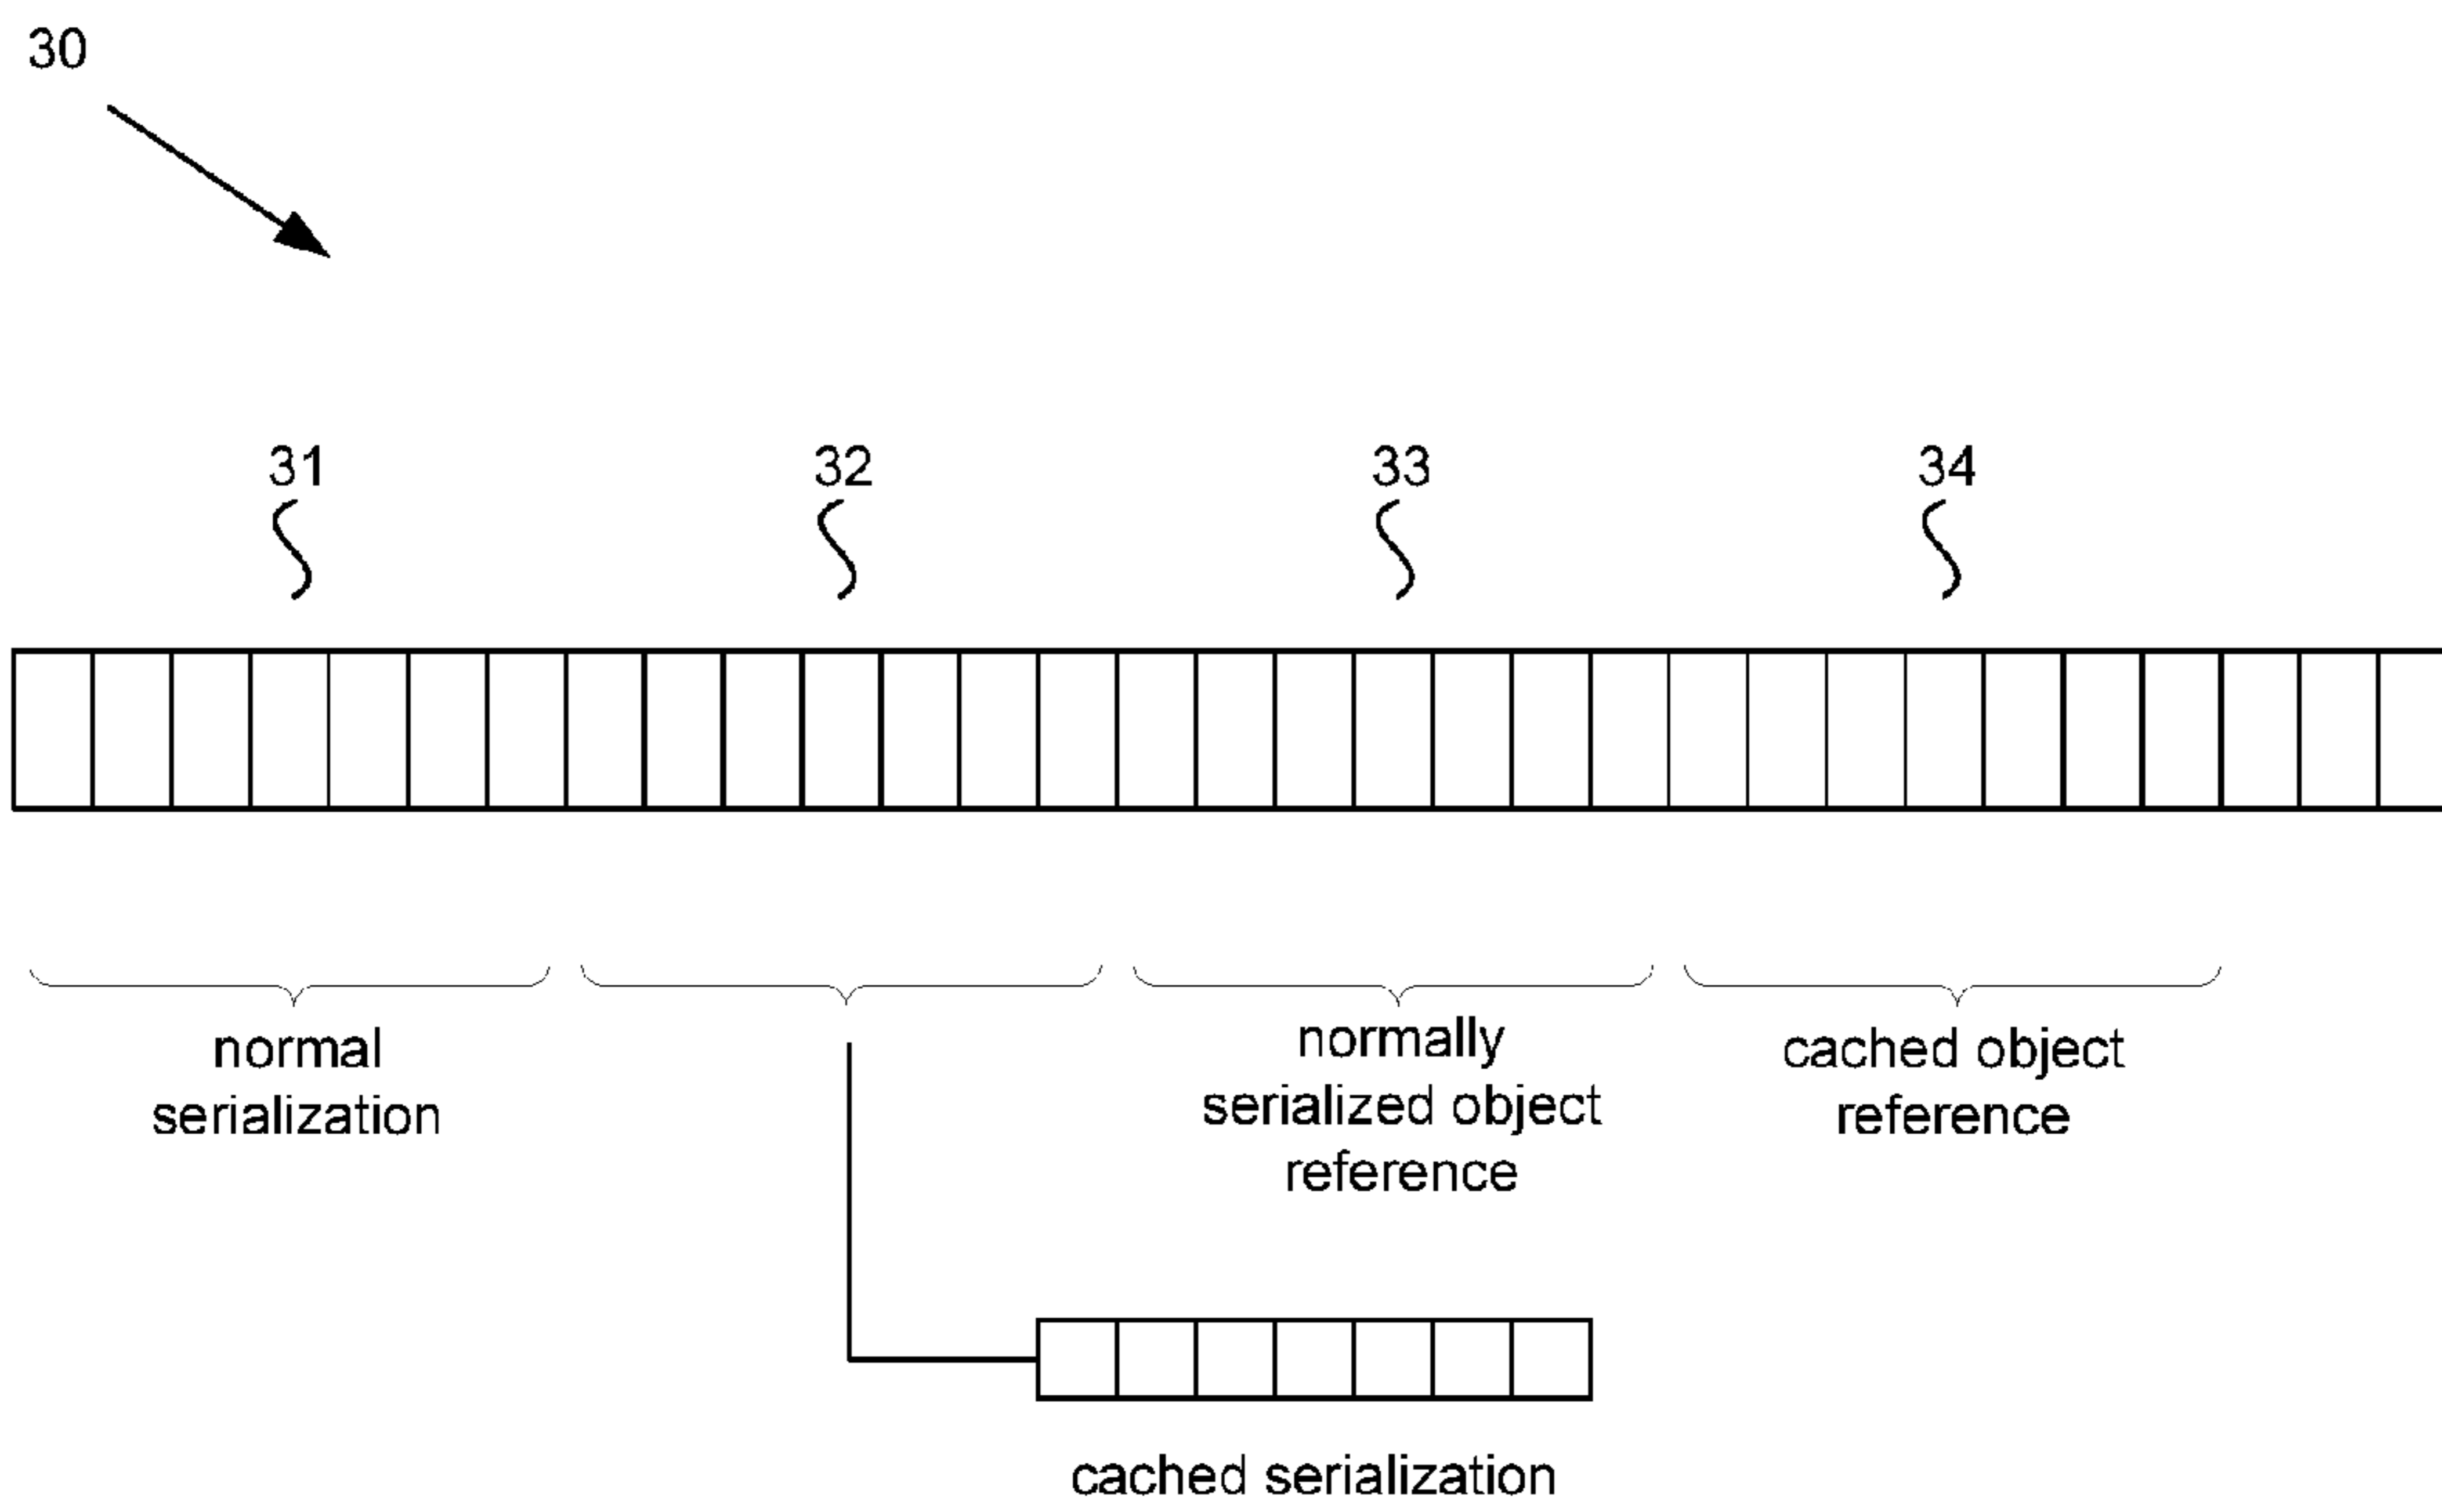 30
31
32
33
34
normal
serialization
normally
serialized object
reference
cached object
reference
cached serialization